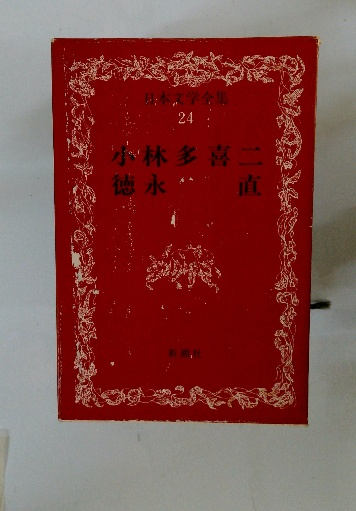 日本文学全集
24
小林多喜二
徳永 直
新潮社